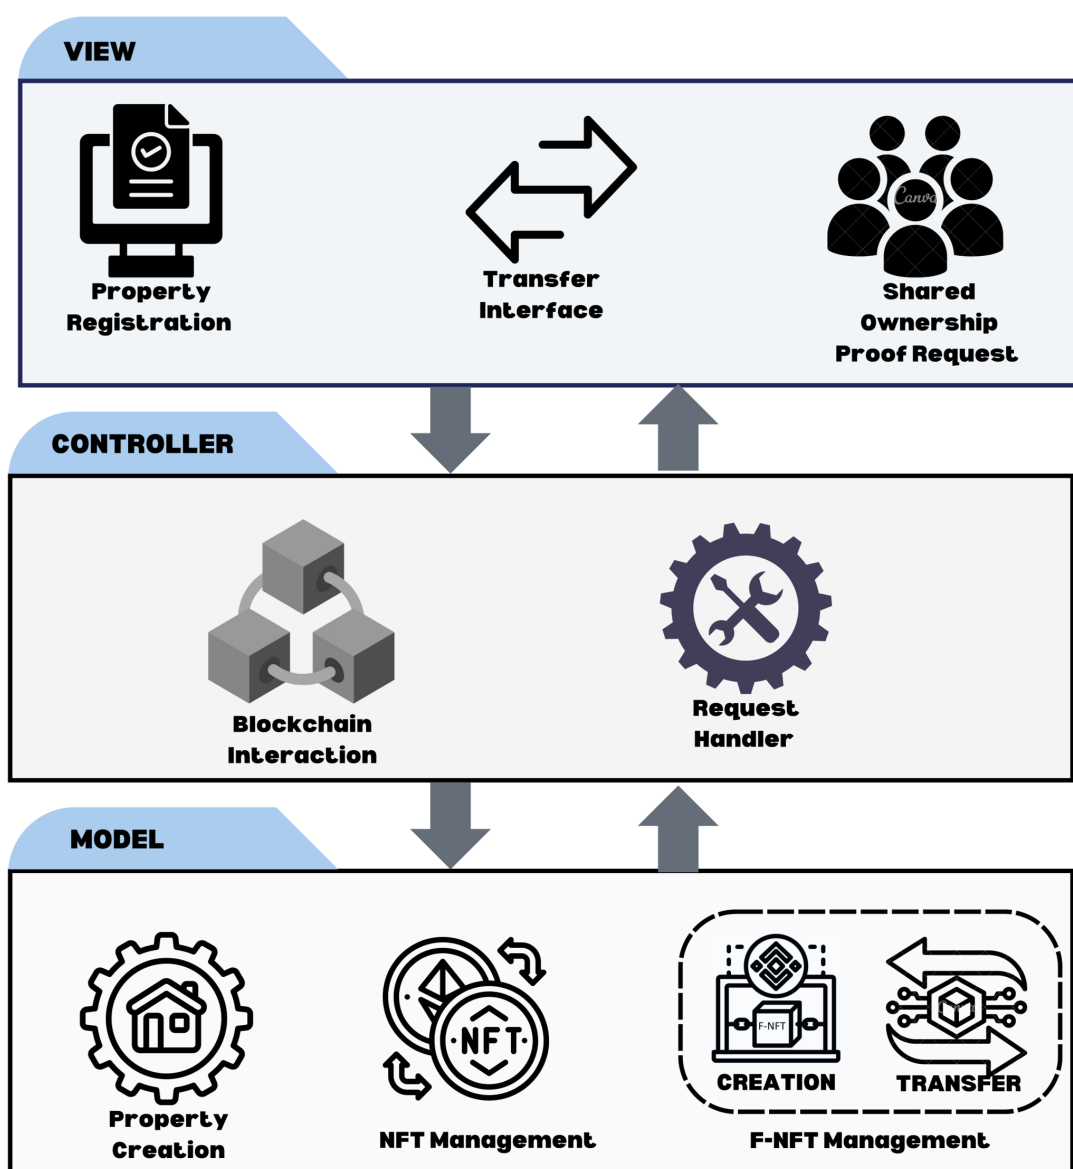 VIEW
Canva
Property
Registration
Transfer
Interface
Shared
Ownership
Proof Request
CONTROLLER
Blockchain
Interaction
Request
Handler
MODEL
NFT
F-NFT
CREATION
TRANSFER
Property
Creation
NFT Management
F-NFT Management